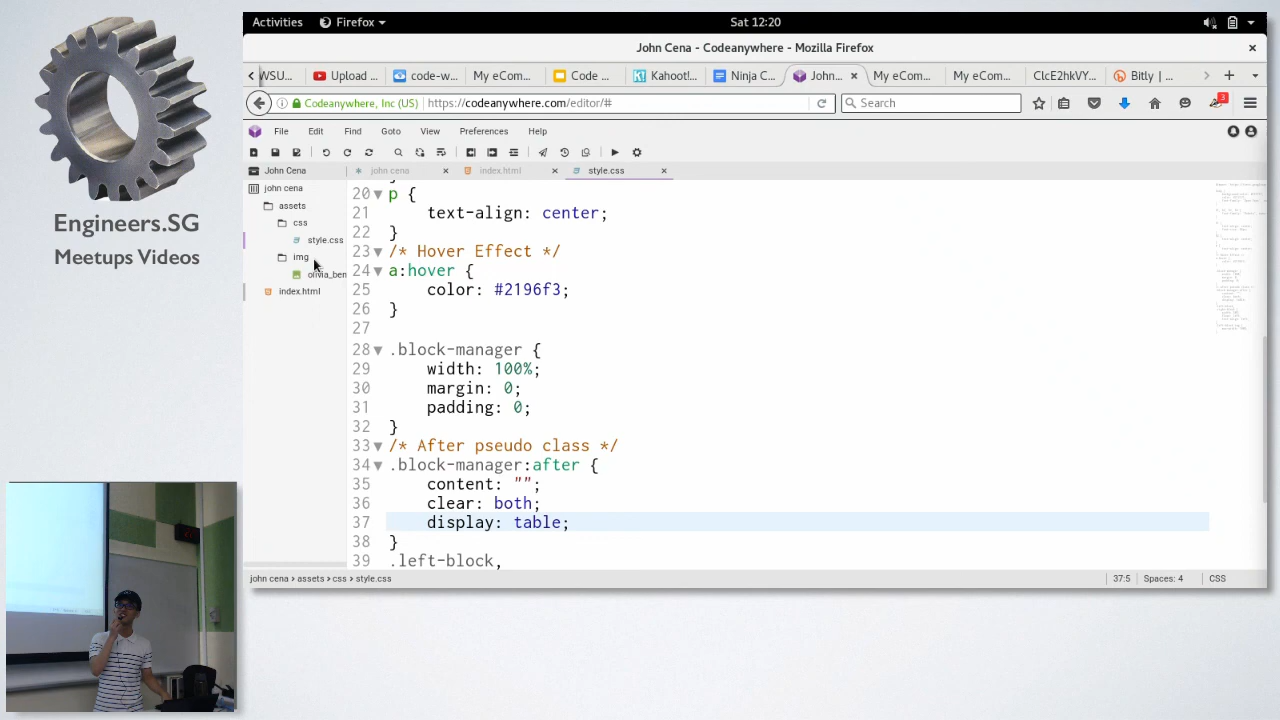 Engineers.SG
Meetups Videos
Activities Firefox Sat 12:20
John Cena - Codeanywhere - Mozilla Firefox
WSU... Upload ... code-w... My eCom... Code ... Kahoot!... Ninja C... John... My eCom... My eCom... ClcE2hkVY... Bitly | ...
Codeanywhere, Inc (US) https://codeanywhere.com/editor/# Search 3
File Edit Find Goto View Preferences Help
John Cena john cena index.html style.css
john cena
assets
css
style.css
img
olivia_ben
index.html
20 p {
21 text-align: center;
22 }
23 /* Hover Effect */
24 a:hover {
25 color: #2196f3;
26 }
27
28 .block-manager {
29 width: 100%;
30 margin: 0;
31 padding: 0;
32 }
33 /* After pseudo class */
34 .block-manager:after {
35 content: "";
36 clear: both;
37 display: table;
38 }
39 .left-block,
john cena › assets › css › style.css 37:5 Spaces: 4 CSS